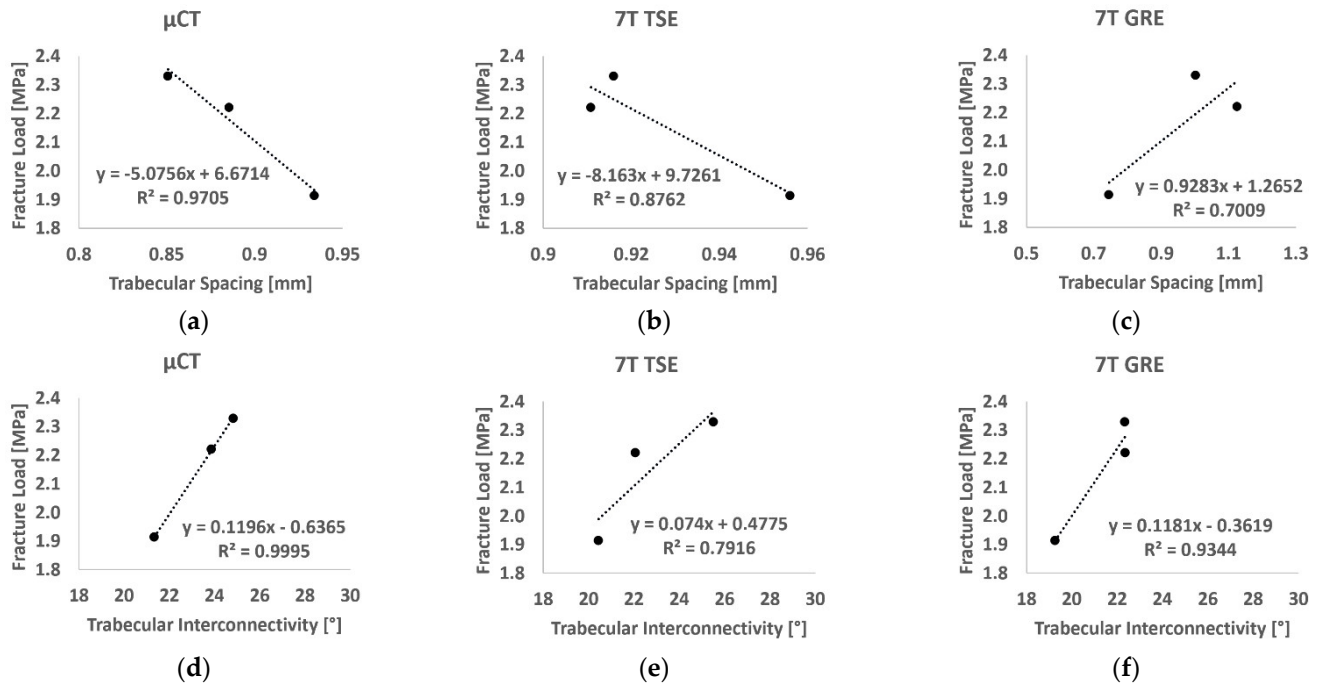 µCT
Fracture Load [MPa]
2.4
2.3
2.2
2.1
2.0
1.9
1.8
y = -5.0756x + 6.6714
R² = 0.9705
0.8 0.85 0.9 0.95
Trabecular Spacing [mm]
(a)
7T TSE
Fracture Load [MPa]
2.4
2.3
2.2
2.1
2.0
1.9
1.8
y = -8.163x + 9.7261
R² = 0.8762
0.9 0.92 0.94 0.96
Trabecular Spacing [mm]
(b)
7T GRE
Fracture Load [MPa]
2.4
2.3
2.2
2.1
2.0
1.9
1.8
y = 0.9283x + 1.2652
R² = 0.7009
0.5 0.7 0.9 1.1 1.3
Trabecular Spacing [mm]
(c)
µCT
Fracture Load [MPa]
2.4
2.3
2.2
2.1
2.0
1.9
1.8
y = 0.1196x - 0.6365
R² = 0.9995
18 20 22 24 26 28 30
Trabecular Interconnectivity [°]
(d)
7T TSE
Fracture Load [MPa]
2.4
2.3
2.2
2.1
2.0
1.9
1.8
y = 0.074x + 0.4775
R² = 0.7916
18 20 22 24 26 28 30
Trabecular Interconnectivity [°]
(e)
7T GRE
Fracture Load [MPa]
2.4
2.3
2.2
2.1
2.0
1.9
1.8
y = 0.1181x - 0.3619
R² = 0.9344
18 20 22 24 26 28 30
Trabecular Interconnectivity [°]
(f)